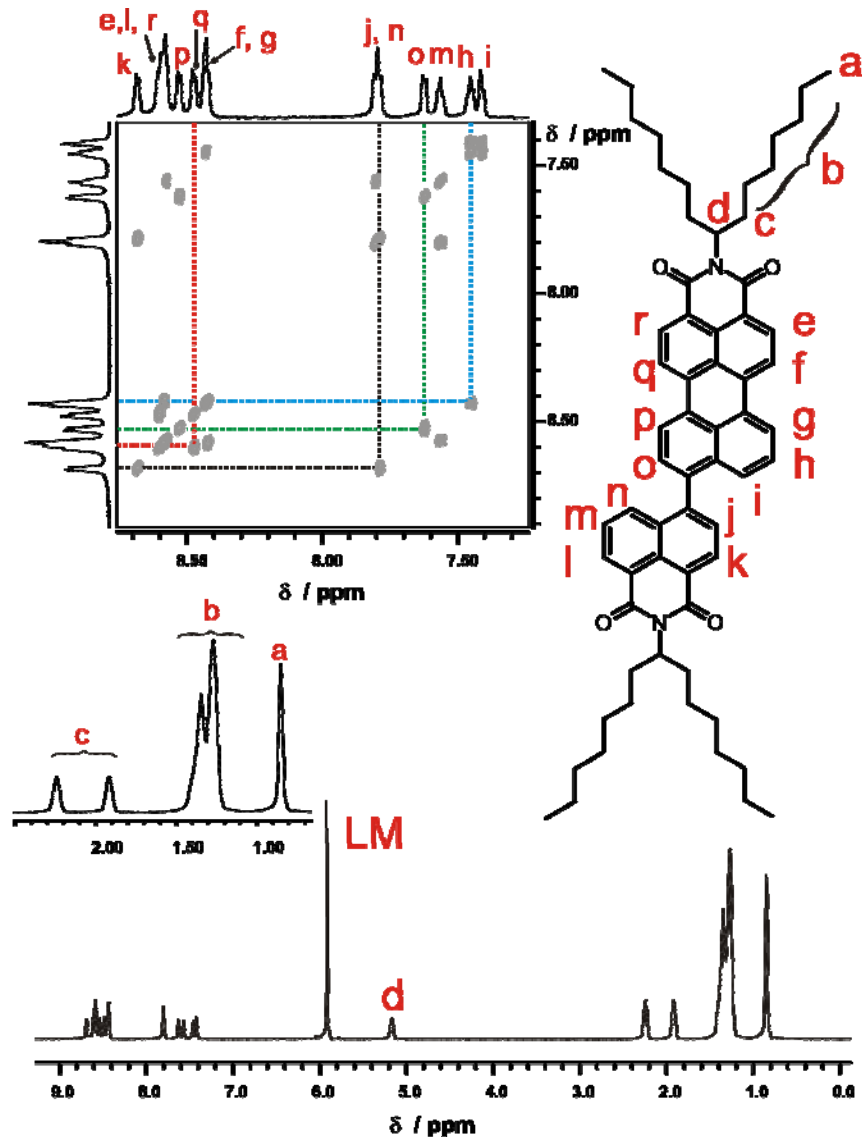 e,l, r q f, g
k p
j, n
o m h i
δ / ppm
7.50
8.00
8.50
8.50 8.00 7.50
δ / ppm
a
b
c
d
O N O
r e
q f
p g
o h
n i
m j
l k
O N O
b
a
c
2.00 1.50 1.00
LM
d
9.0 8.0 7.0 6.0 5.0 4.0 3.0 2.0 1.0 0.0
δ / ppm